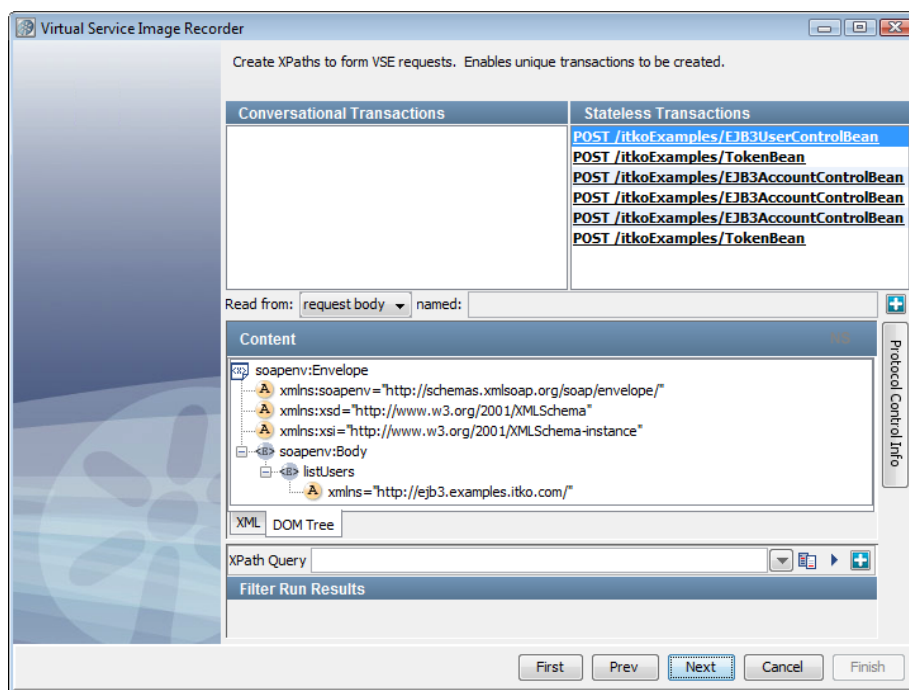 Virtual Service Image Recorder
Create XPaths to form VSE requests. Enables unique transactions to be created.
Conversational Transactions
Stateless Transactions
POST /itkoExamples/EJB3UserControlBean
POST /itkoExamples/TokenBean
POST /itkoExamples/EJB3AccountControlBean
POST /itkoExamples/EJB3AccountControlBean
POST /itkoExamples/EJB3AccountControlBean
POST /itkoExamples/TokenBean
Read from: request body named:
Content
Protocol Control Info
soapenv:Envelope
A xmlns:soapenv="http://schemas.xmlsoap.org/soap/envelope/"
A xmlns:xsd="http://www.w3.org/2001/XMLSchema"
A xmlns:xsi="http://www.w3.org/2001/XMLSchema-instance"
<E> soapenv:Body
<E> listUsers
A xmlns="http://ejb3.examples.itko.com/"
XML DOM Tree
XPath Query
Filter Run Results
First Prev Next Cancel Finish